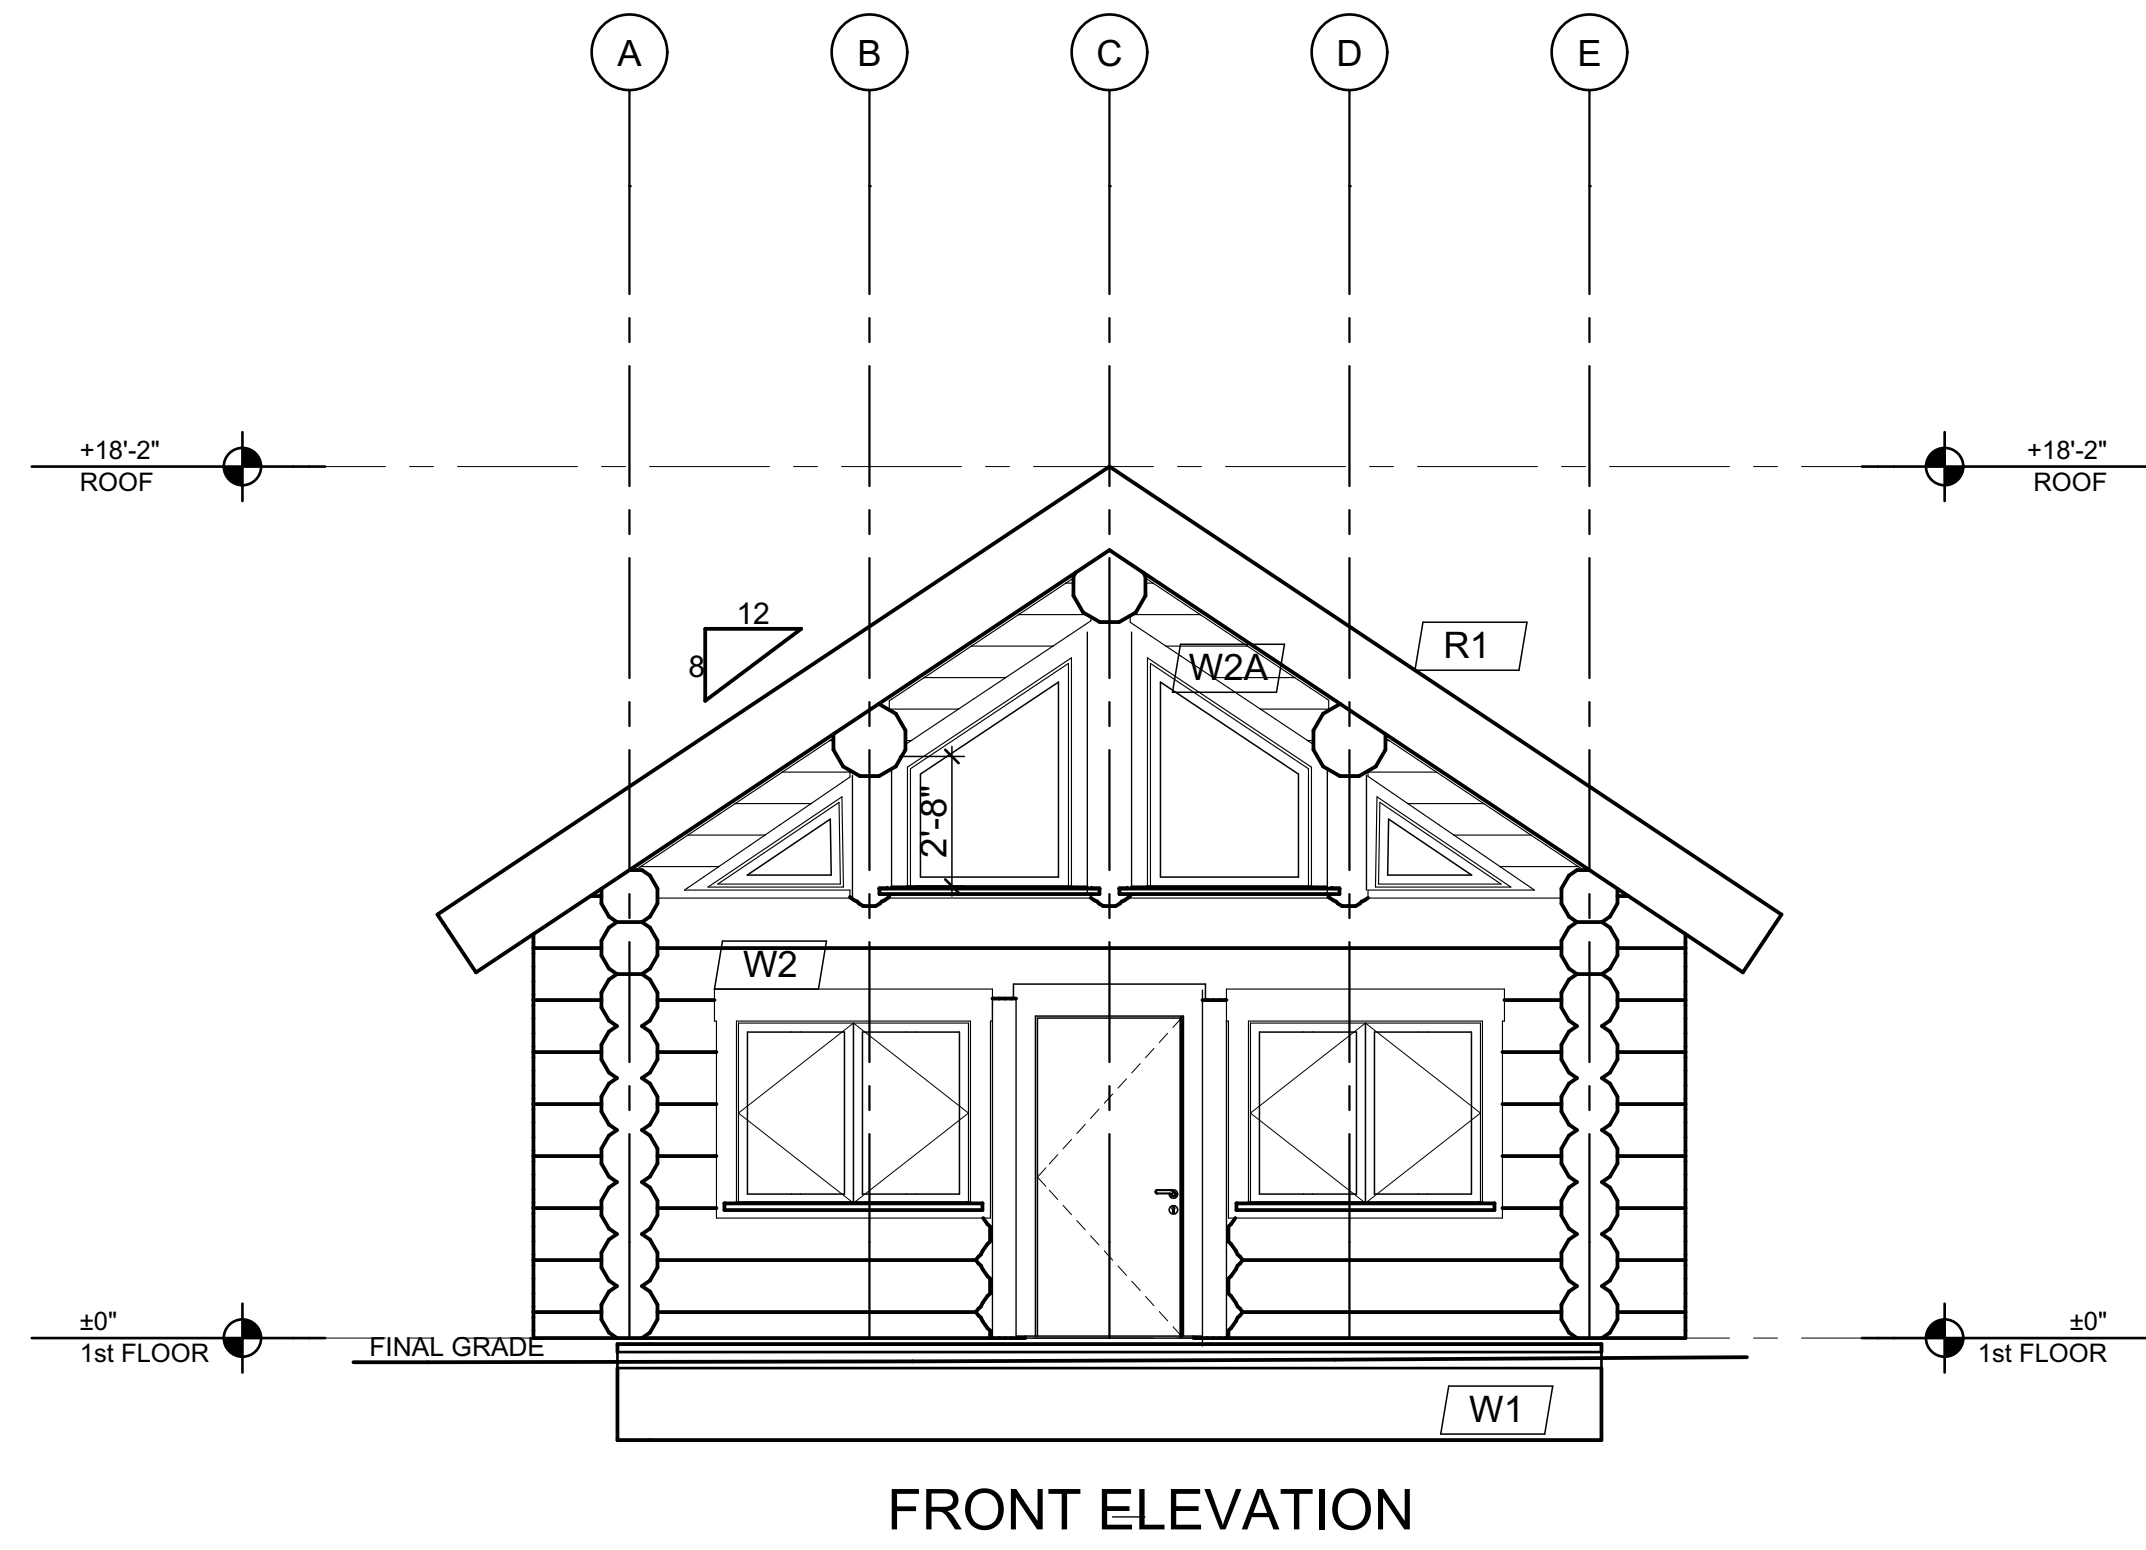 A B C D E
+18'-2" +18'-2"
ROOF ROOF
12
8
R1
W2A
2'-8"
W2
±0" ±0"
1st FLOOR FINAL GRADE 1st FLOOR
W1
FRONT ELEVATION